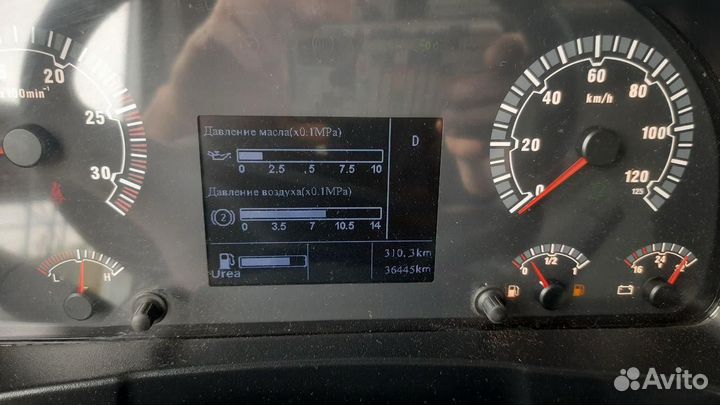 20
25
30
x100min⁻¹
Давление масла(x0.1MPa)
0 2.5 .5 7.5 10
Давление воздуха(x0.1MPa)
2
0 3.5 7 10.5 14
Urea
D
310,3km
36445km
0 20 40 60 80 100 120
125
km/h
L H
0 1/2 1
16 24 32
Avito